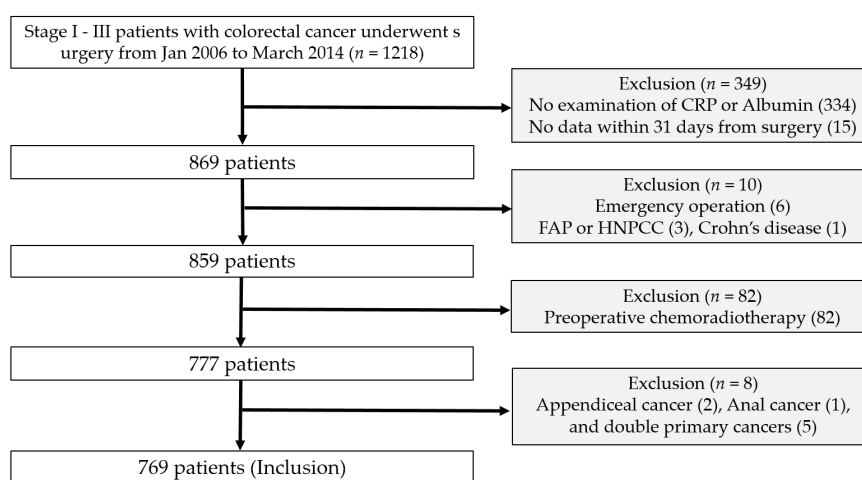 Stage I - III patients with colorectal cancer underwent s
urgery from Jan 2006 to March 2014 (n = 1218)
Exclusion (n = 349)
No examination of CRP or Albumin (334)
No data within 31 days from surgery (15)
869 patients
Exclusion (n = 10)
Emergency operation (6)
FAP or HNPCC (3), Crohn's disease (1)
859 patients
Exclusion (n = 82)
Preoperative chemoradiotherapy (82)
777 patients
Exclusion (n = 8)
Appendiceal cancer (2), Anal cancer (1),
and double primary cancers (5)
769 patients (Inclusion)